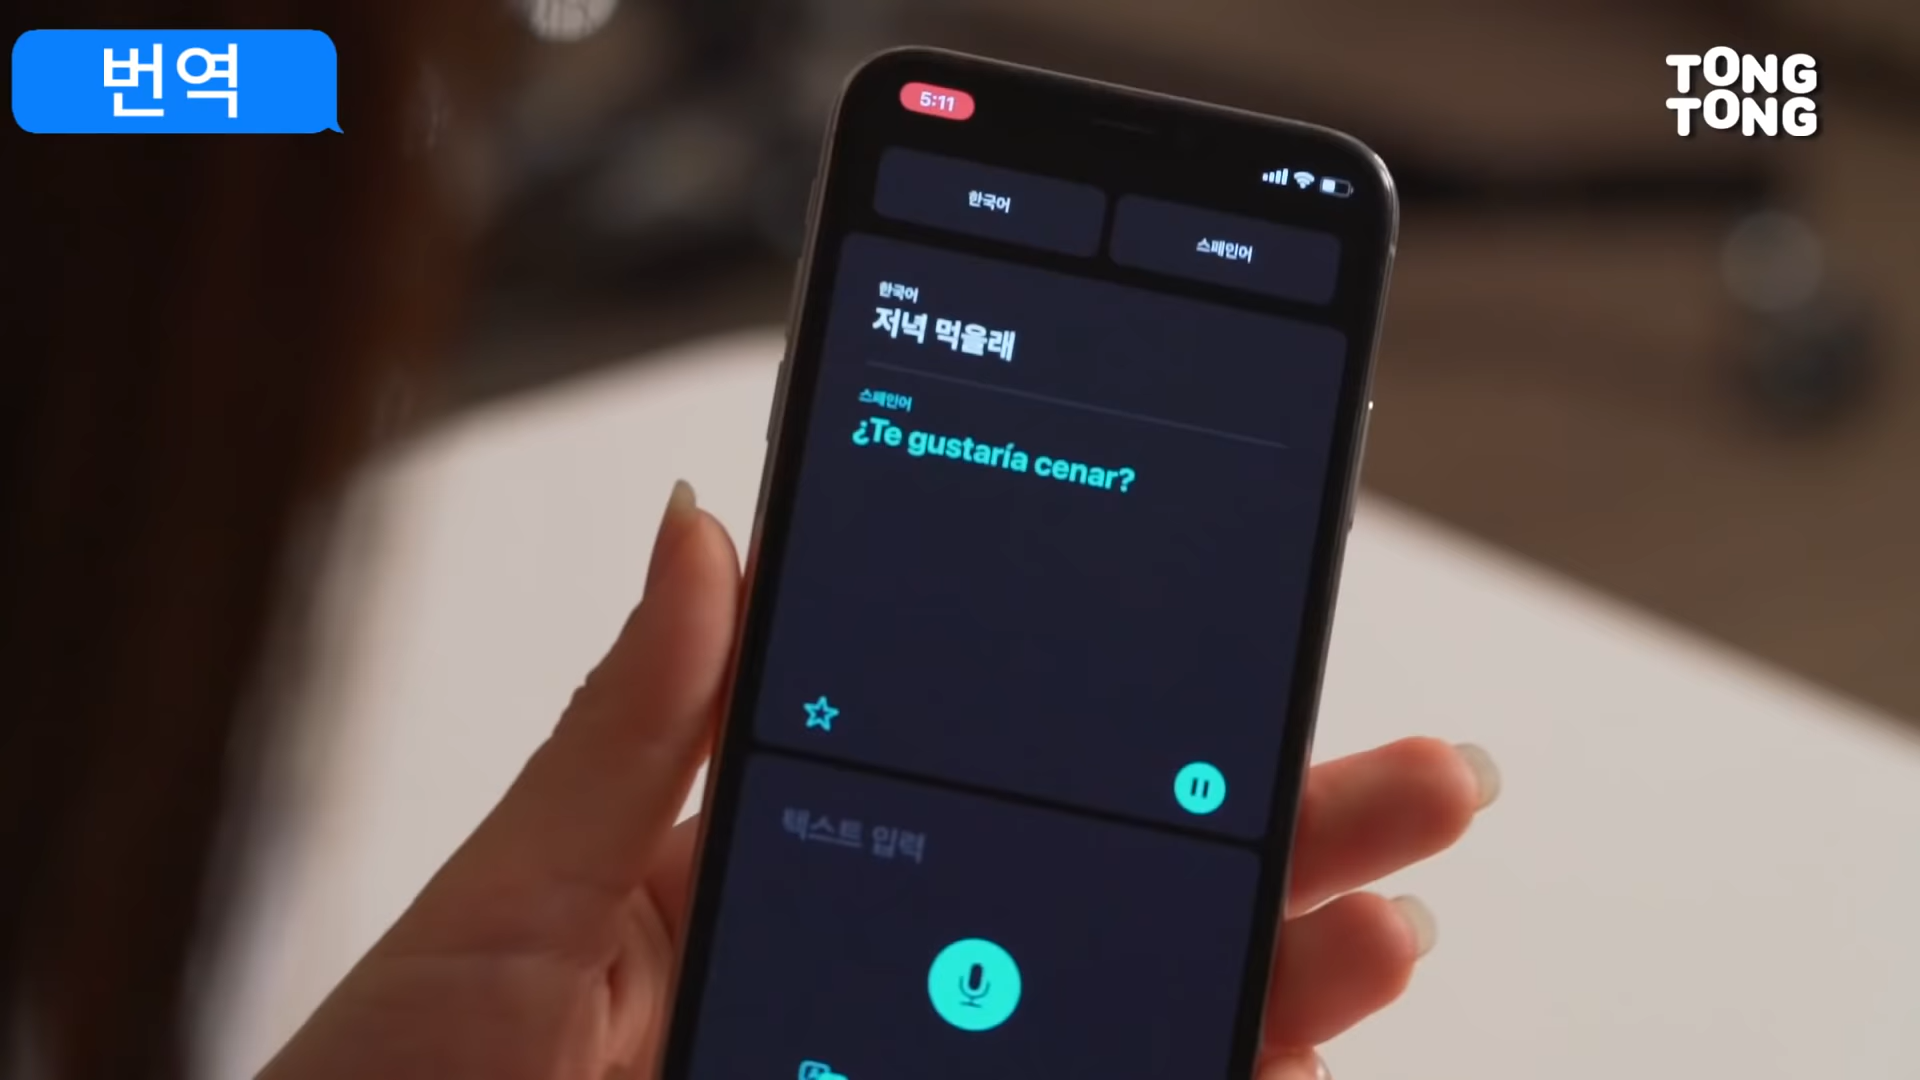 번역
TONG
TONG
5:11
한국어
스페인어
한국어
저녁 먹을래
스페인어
¿Te gustaría cenar?
텍스트 입력